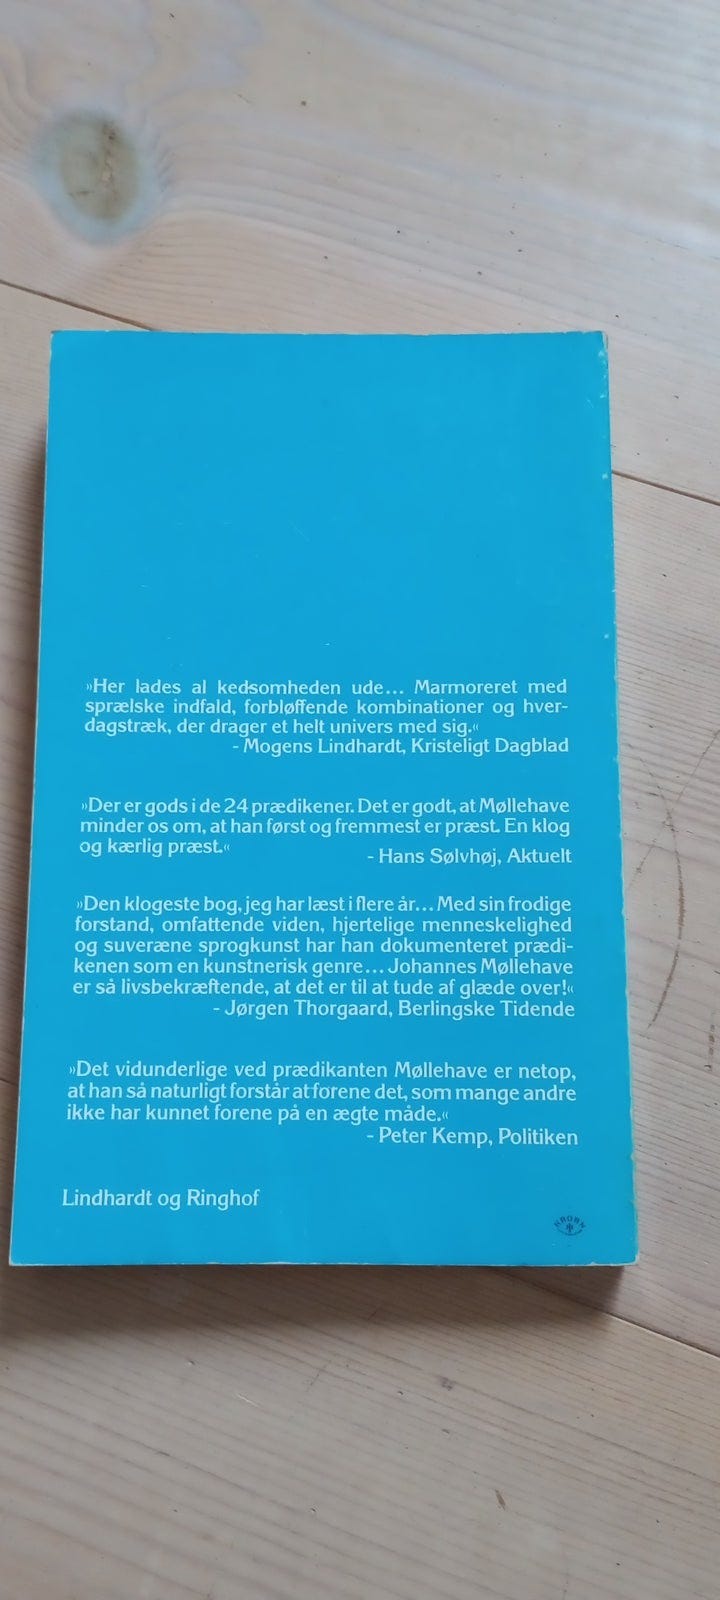 »Her lades al kedsomheden ude... Marmoreret med
sprælske indfald, forbløffende kombinationer og hver-
dagstræk, der drager et helt univers med sig.«
- Mogens Lindhardt, Kristeligt Dagblad
»Der er gods i de 24 prædikener. Det er godt, at Møllehave
minder os om, at han først og fremmest er præst. En klog
og kærlig præst.«
- Hans Sølvhøj, Aktuelt
»Den klogeste bog, jeg har læst i flere år... Med sin frodige
forstand, omfattende viden, hjertelige menneskelighed
og suveræne sprogkunst har han dokumenteret prædi-
kenen som en kunstnerisk genre... Johannes Møllehave
er så livsbekræftende, at det er til at tude af glæde over!«
- Jørgen Thorgaard, Berlingske Tidende
»Det vidunderlige ved prædikanten Møllehave er netop,
at han så naturligt forstår at forene det, som mange andre
ikke har kunnet forene på en ægte måde.«
- Peter Kemp, Politiken
Lindhardt og Ringhof